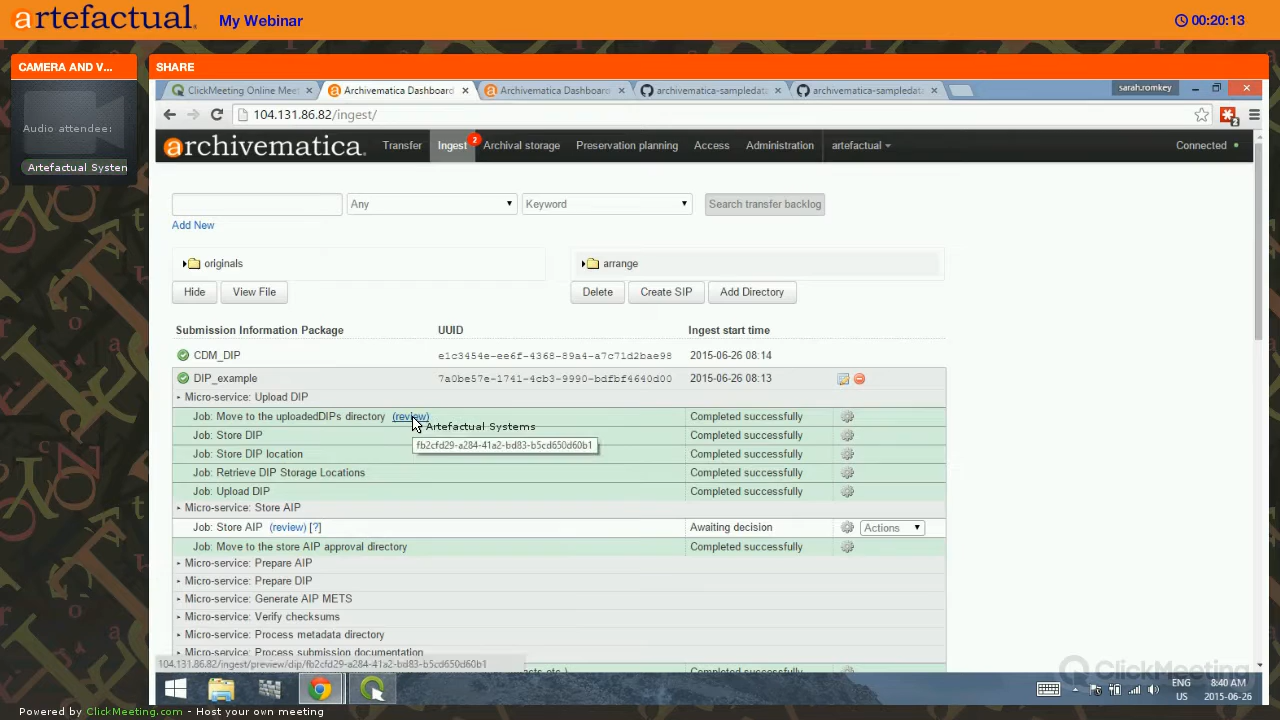 artefactual. My Webinar 00:20:13
CAMERA AND V... SHARE
Audio attendee:
Artefactual System
ClickMeeting Online Meet × Archivematica Dashboard × Archivematica Dashboard × archivematica-sampledat × archivematica-sampledat × sarah.romkey
104.131.86.82/ingest/ 2
archivematica. Transfer Ingest 2 Archival storage Preservation planning Access Administration artefactual Connected
Any Keyword Search transfer backlog
Add New
originals arrange
Hide View File Delete Create SIP Add Directory
Submission Information Package UUID Ingest start time
CDM_DIP e1c3454e-ee6f-4368-89a4-a7c71d2bae98 2015-06-26 08:14
DIP_example 7a0be57e-1741-4cb3-9990-bdfbf4640d00 2015-06-26 08:13
Micro-service: Upload DIP
Job: Move to the uploadedDIPs directory (review) Completed successfully
Artefactual Systems
Job: Store DIP Completed successfully
fb2cfd29-a284-41a2-bd83-b5cd650d60b1
Job: Store DIP location Completed successfully
Job: Retrieve DIP Storage Locations Completed successfully
Job: Upload DIP Completed successfully
Micro-service: Store AIP
Job: Store AIP (review) [?] Awaiting decision Actions
Job: Move to the store AIP approval directory Completed successfully
Micro-service: Prepare AIP
Micro-service: Prepare DIP
Micro-service: Generate AIP METS
Micro-service: Verify checksums
Micro-service: Process metadata directory
Micro-service: Process submission documentation
104.131.86.82/ingest/preview/dip/fb2cfd29-a284-41a2-bd83-b5cd650d60b1 Completed successfully
ClickMeeting
ENG 8:40 AM
US 2015-06-26
Powered by ClickMeeting.com - Host your own meeting